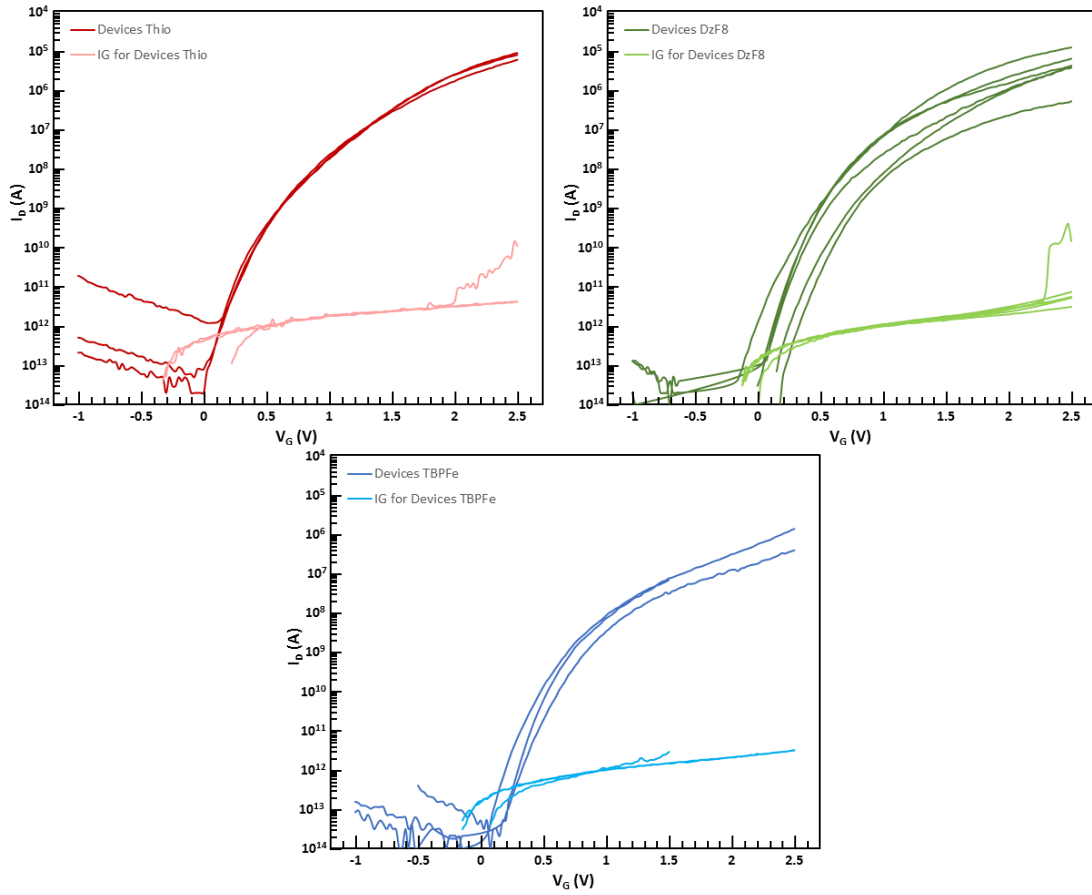 10⁴
10⁵
10⁶
10⁷
10⁸
10⁹
10¹⁰
10¹¹
10¹²
10¹³
10¹⁴
I_D (A)
Devices Thio
IG for Devices Thio
-1 -0.5 0 0.5 1 1.5 2 2.5
V_G (V)
10⁴
10⁵
10⁶
10⁷
10⁸
10⁹
10¹⁰
10¹¹
10¹²
10¹³
10¹⁴
I_D (A)
Devices DzF8
IG for Devices DzF8
-1 -0.5 0 0.5 1 1.5 2 2.5
V_G (V)
10⁴
10⁵
10⁶
10⁷
10⁸
10⁹
10¹⁰
10¹¹
10¹²
10¹³
10¹⁴
I_D (A)
Devices TBPFe
IG for Devices TBPFe
-1 -0.5 0 0.5 1 1.5 2 2.5
V_G (V)